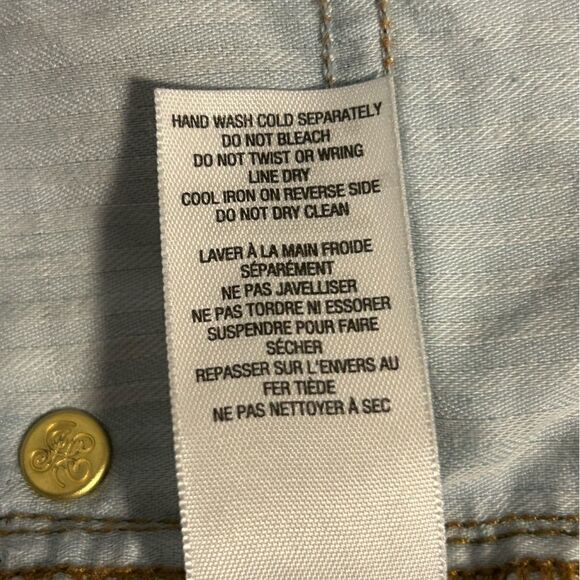 HAND WASH COLD SEPARATELY
DO NOT BLEACH
DO NOT TWIST OR WRING
LINE DRY
COOL IRON ON REVERSE SIDE
DO NOT DRY CLEAN
LAVER À LA MAIN FROIDE
SÉPARÉMENT
NE PAS JAVELLISER
NE PAS TORDRE NI ESSORER
SUSPENDRE POUR FAIRE
SÉCHER
REPASSER SUR L'ENVERS AU
FER TIÈDE
NE PAS NETTOYER À SEC